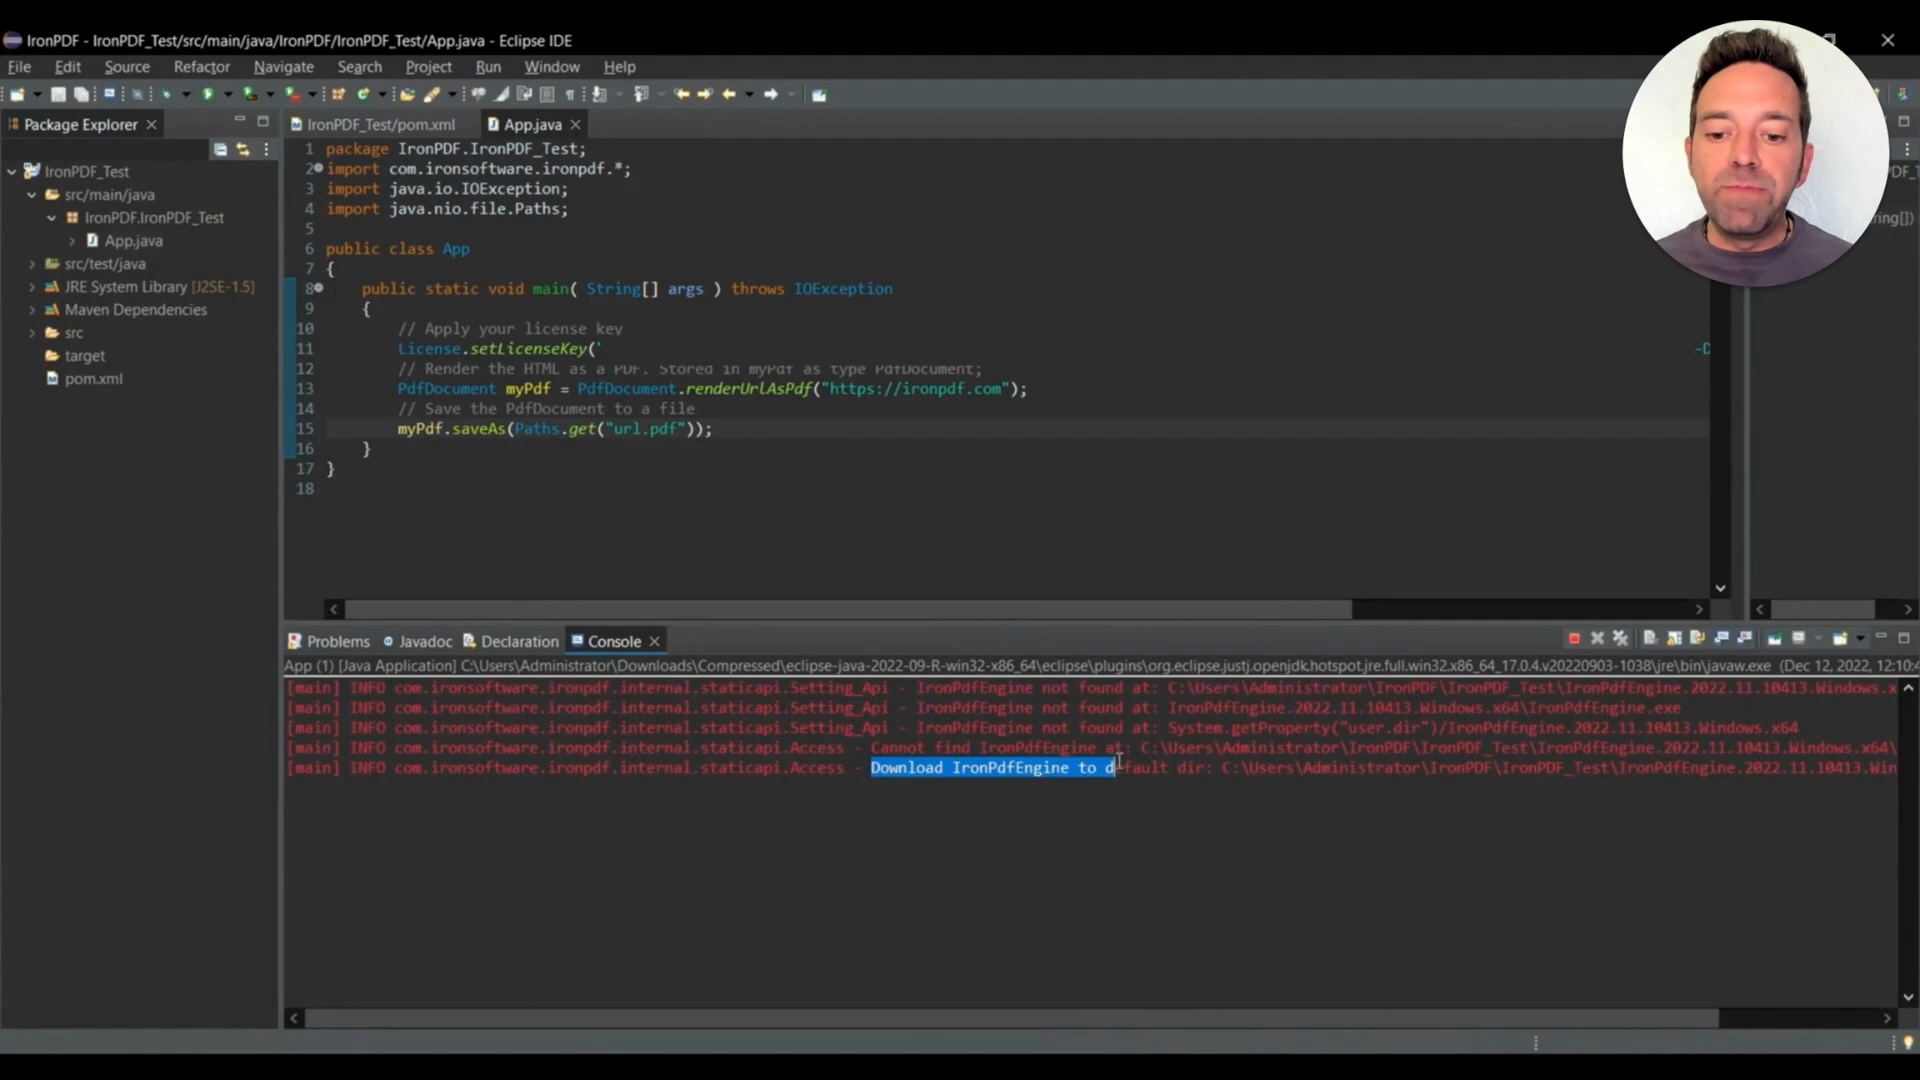 IronPDF - IronPDF_Test/src/main/java/IronPDF/IronPDF_Test/App.java - Eclipse IDE
File Edit Source Refactor Navigate Search Project Run Window Help
Package Explorer
IronPDF_Test/pom.xml App.java
IronPDF_Test
src/main/java
IronPDF.IronPDF_Test
App.java
src/test/java
JRE System Library [J2SE-1.5]
Maven Dependencies
src
target
pom.xml
1 package IronPDF.IronPDF_Test;
2 import com.ironsoftware.ironpdf.*;
3 import java.io.IOException;
4 import java.nio.file.Paths;
5
6 public class App
7 {
8 public static void main( String[] args ) throws IOException
9 {
10 // Apply your license key
11 License.setLicenseKey(" -D
12 // Render the HTML as a PDF. Stored in myPdf as type PdfDocument;
13 PdfDocument myPdf = PdfDocument.renderUrlAsPdf("https://ironpdf.com");
14 // Save the PdfDocument to a file
15 myPdf.saveAs(Paths.get("url.pdf"));
16 }
17 }
18
DF_T
ring[])
Problems Javadoc Declaration Console
App (1) [Java Application] C:\Users\Administrator\Downloads\Compressed\eclipse-java-2022-09-R-win32-x86_64\eclipse\plugins\org.eclipse.justj.openjdk.hotspot.jre.full.win32.x86_64_17.0.4.v20220903-1038\jre\bin\javaw.exe (Dec 12, 2022, 12:10:4
[main] INFO com.ironsoftware.ironpdf.internal.staticapi.Setting_Api - IronPdfEngine not found at: C:\Users\Administrator\IronPDF\IronPDF_Test\IronPdfEngine.2022.11.10413.Windows.x
[main] INFO com.ironsoftware.ironpdf.internal.staticapi.Setting_Api - IronPdfEngine not found at: IronPdfEngine.2022.11.10413.Windows.x64\IronPdfEngine.exe
[main] INFO com.ironsoftware.ironpdf.internal.staticapi.Setting_Api - IronPdfEngine not found at: System.getProperty("user.dir")/IronPdfEngine.2022.11.10413.Windows.x64
[main] INFO com.ironsoftware.ironpdf.internal.staticapi.Access - Cannot find IronPdfEngine at: C:\Users\Administrator\IronPDF\IronPDF_Test\IronPdfEngine.2022.11.10413.Windows.x64\
[main] INFO com.ironsoftware.ironpdf.internal.staticapi.Access - Download IronPdfEngine to default dir: C:\Users\Administrator\IronPDF\IronPDF_Test\IronPdfEngine.2022.11.10413.Win